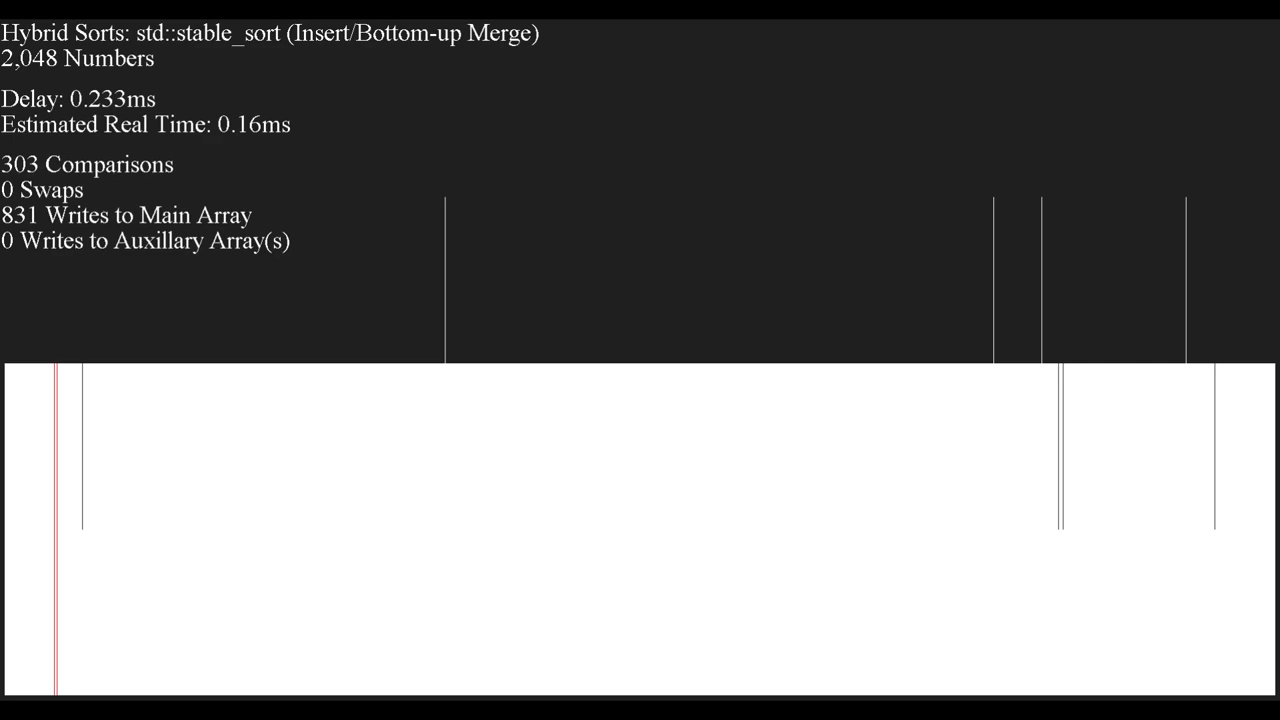 Hybrid Sorts: std::stable_sort (Insert/Bottom-up Merge)
2,048 Numbers
Delay: 0.233ms
Estimated Real Time: 0.16ms
303 Comparisons
0 Swaps
831 Writes to Main Array
0 Writes to Auxillary Array(s)